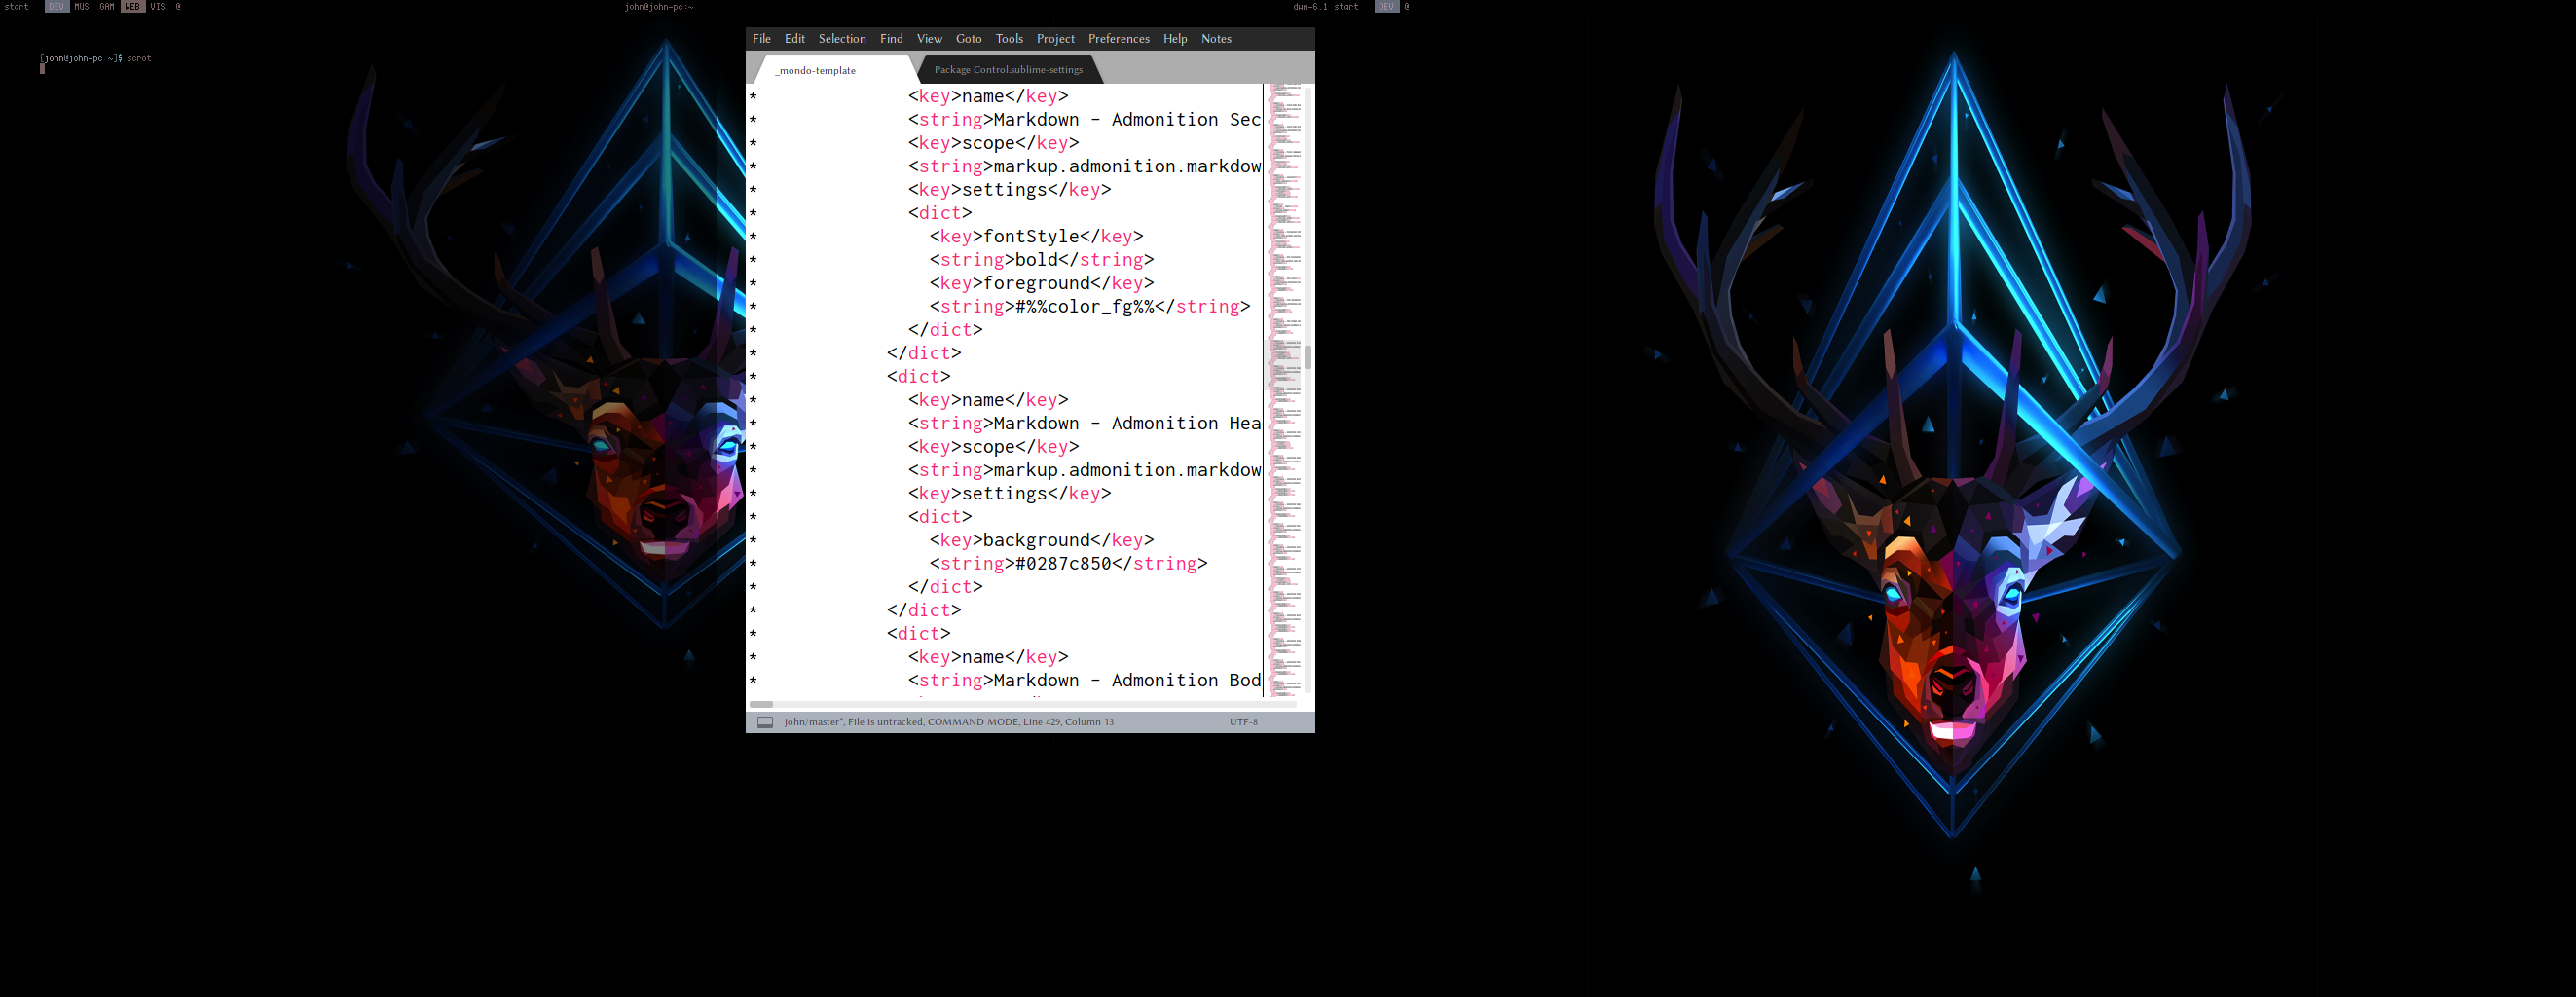 start DEV MUS GAM WEB VIS @ john@john-pc:~ dwm-6.1 start DEV @
[john@john-pc ~]$ scrot
File Edit Selection Find View Goto Tools Project Preferences Help Notes
_mondo-template Package Control.sublime-settings
* <key>name</key>
* <string>Markdown - Admonition Sec
* <key>scope</key>
* <string>markup.admonition.markdow
* <key>settings</key>
* <dict>
* <key>fontStyle</key>
* <string>bold</string>
* <key>foreground</key>
* <string>#%%color_fg%%</string>
* </dict>
* </dict>
* <dict>
* <key>name</key>
* <string>Markdown - Admonition Hea
* <key>scope</key>
* <string>markup.admonition.markdow
* <key>settings</key>
* <dict>
* <key>background</key>
* <string>#0287c850</string>
* </dict>
* </dict>
* <dict>
* <key>name</key>
* <string>Markdown - Admonition Bod
john/master*, File is untracked, COMMAND MODE, Line 429, Column 13 UTF-8